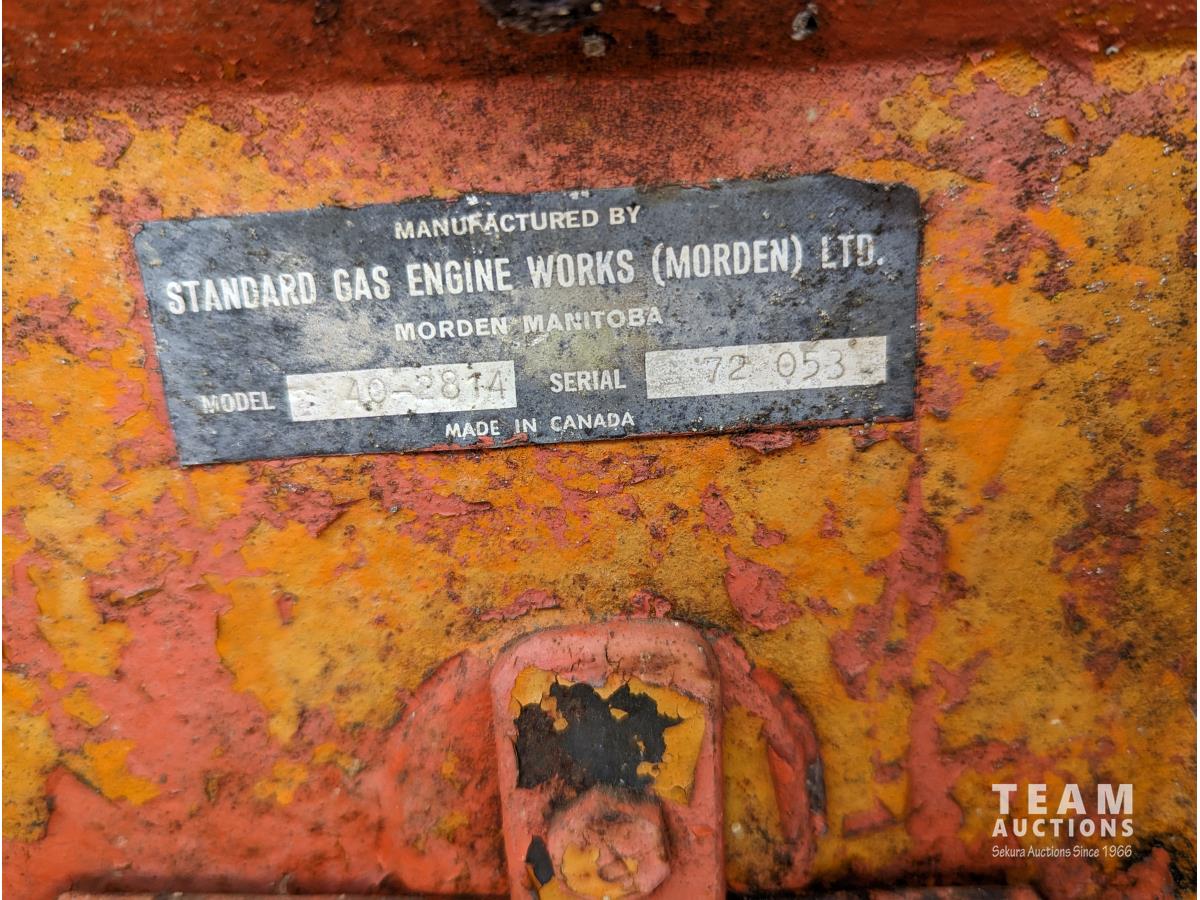 MANUFACTURED BY
STANDARD GAS ENGINE WORKS (MORDEN) LTD.
MORDEN MANITOBA
MODEL 40-2814 SERIAL 72 053
MADE IN CANADA
TEAM
AUCTIONS
Sekura Auctions Since 1966